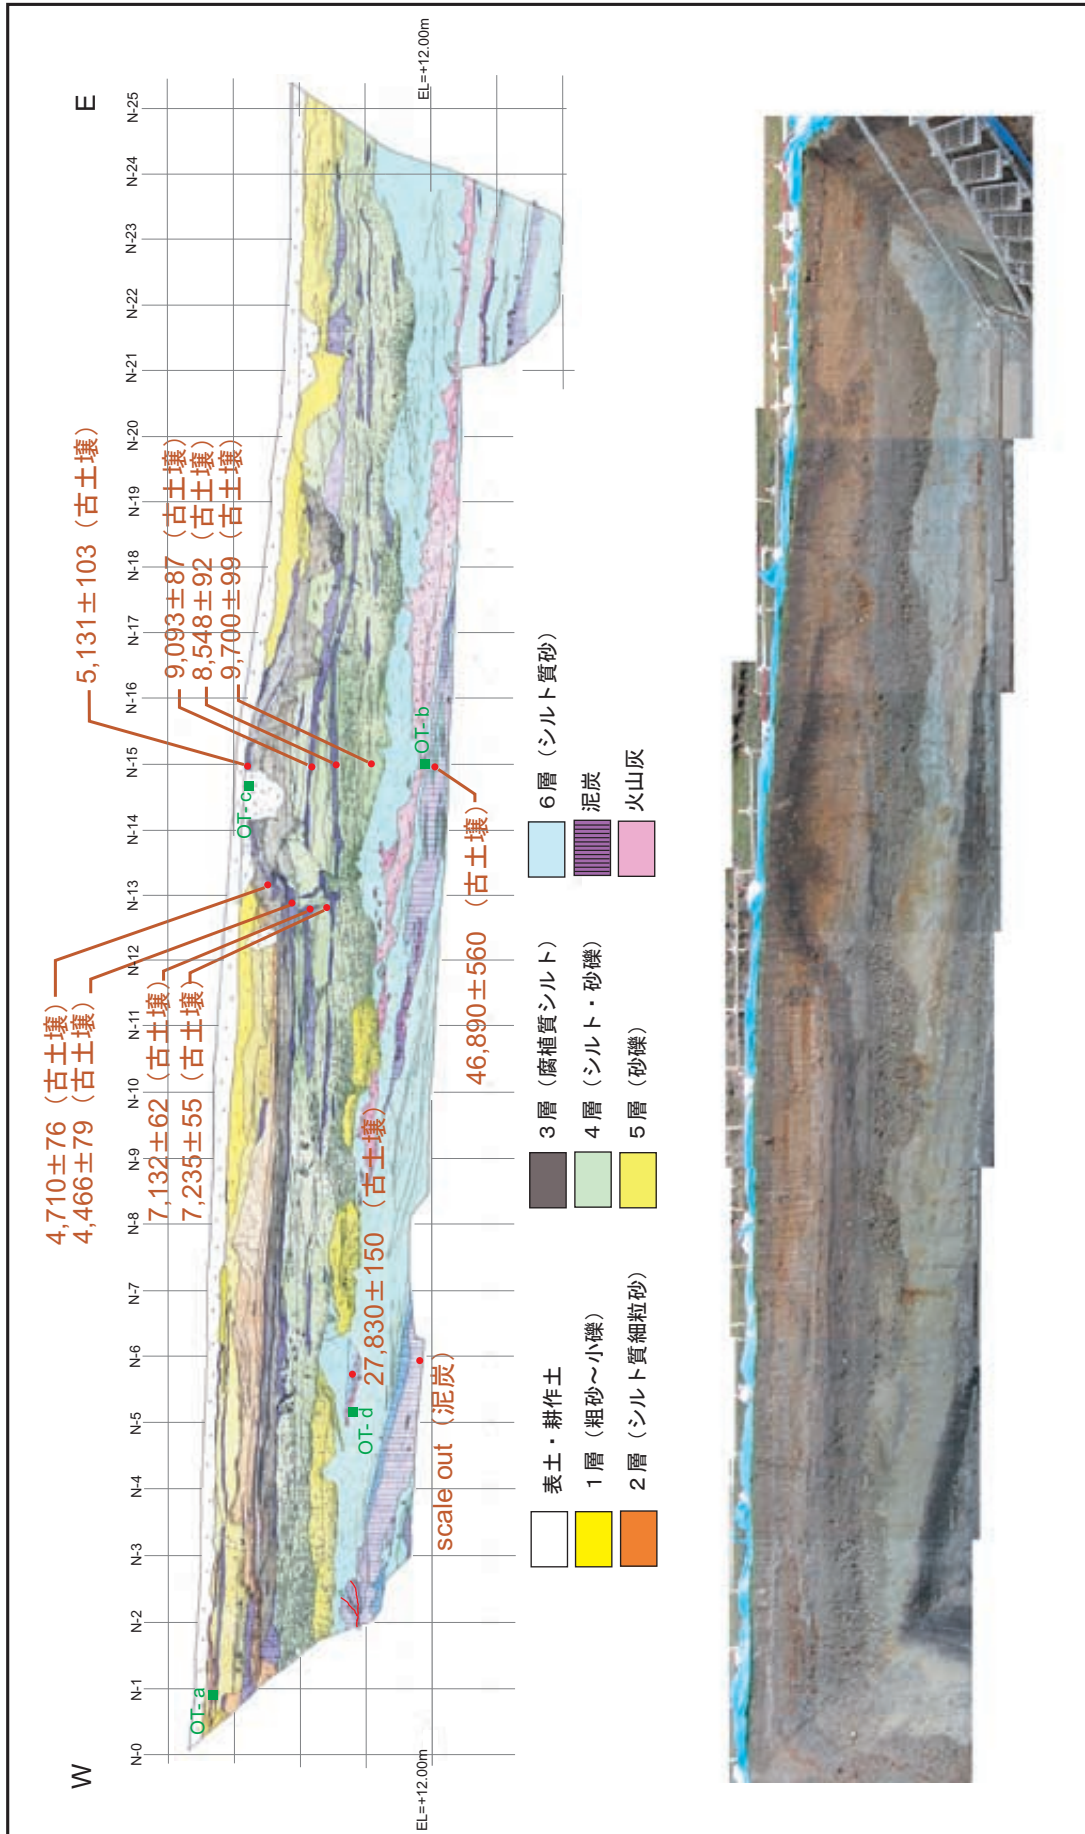 W
E
N-0
N-1
N-2
N-3
N-4
N-5
N-6
N-7
N-8
N-9
N-10
N-11
N-12
N-13
N-14
N-15
N-16
N-17
N-18
N-19
N-20
N-21
N-22
N-23
N-24
N-25
EL=+12.00m
EL=+12.00m
4,710±76(古土壌)
4,466±79(古土壌)
7,132±62(古土壌)
7,235±55(古土壌)
5,131±103(古土壌)
9,093±87(古土壌)
8,548±92(古土壌)
9,700±99(古土壌)
OT-a
OT-c
OT-d
OT-b
27,830±150(古土壌)
46,890±560(古土壌)
scale out(泥炭)
表土・耕作土
1層(粗砂~小礫)
2層(シルト質細粒砂)
3層(腐植質シルト)
4層(シルト・砂礫)
5層(砂礫)
6層(シルト質砂)
泥炭
火山灰